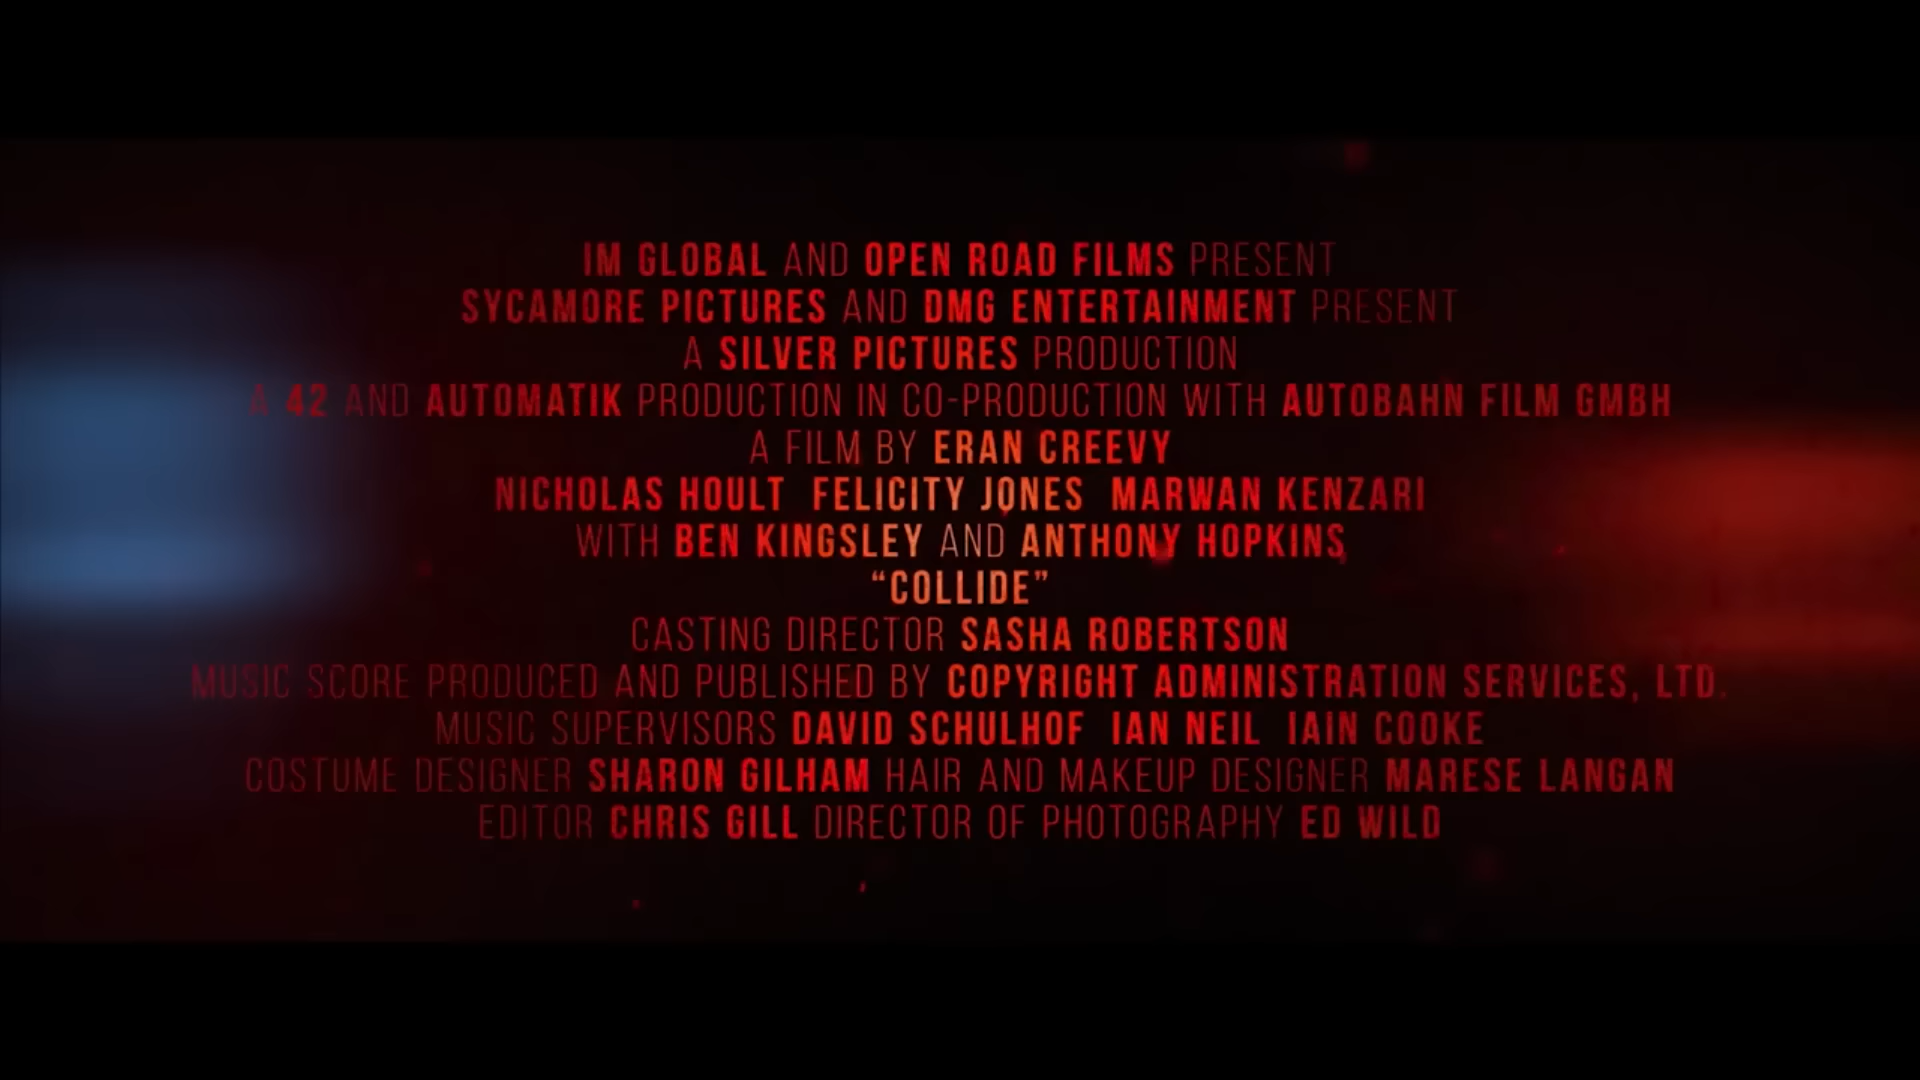 IM GLOBAL AND OPEN ROAD FILMS PRESENT
SYCAMORE PICTURES AND DMG ENTERTAINMENT PRESENT
A SILVER PICTURES PRODUCTION
A 42 AND AUTOMATIK PRODUCTION IN CO-PRODUCTION WITH AUTOBAHN FILM GMBH
A FILM BY ERAN CREEVY
NICHOLAS HOULT FELICITY JONES MARWAN KENZARI
WITH BEN KINGSLEY AND ANTHONY HOPKINS
“COLLIDE”
CASTING DIRECTOR SASHA ROBERTSON
MUSIC SCORE PRODUCED AND PUBLISHED BY COPYRIGHT ADMINISTRATION SERVICES, LTD.
MUSIC SUPERVISORS DAVID SCHULHOF IAN NEIL IAIN COOKE
COSTUME DESIGNER SHARON GILHAM HAIR AND MAKEUP DESIGNER MARESE LANGAN
EDITOR CHRIS GILL DIRECTOR OF PHOTOGRAPHY ED WILD